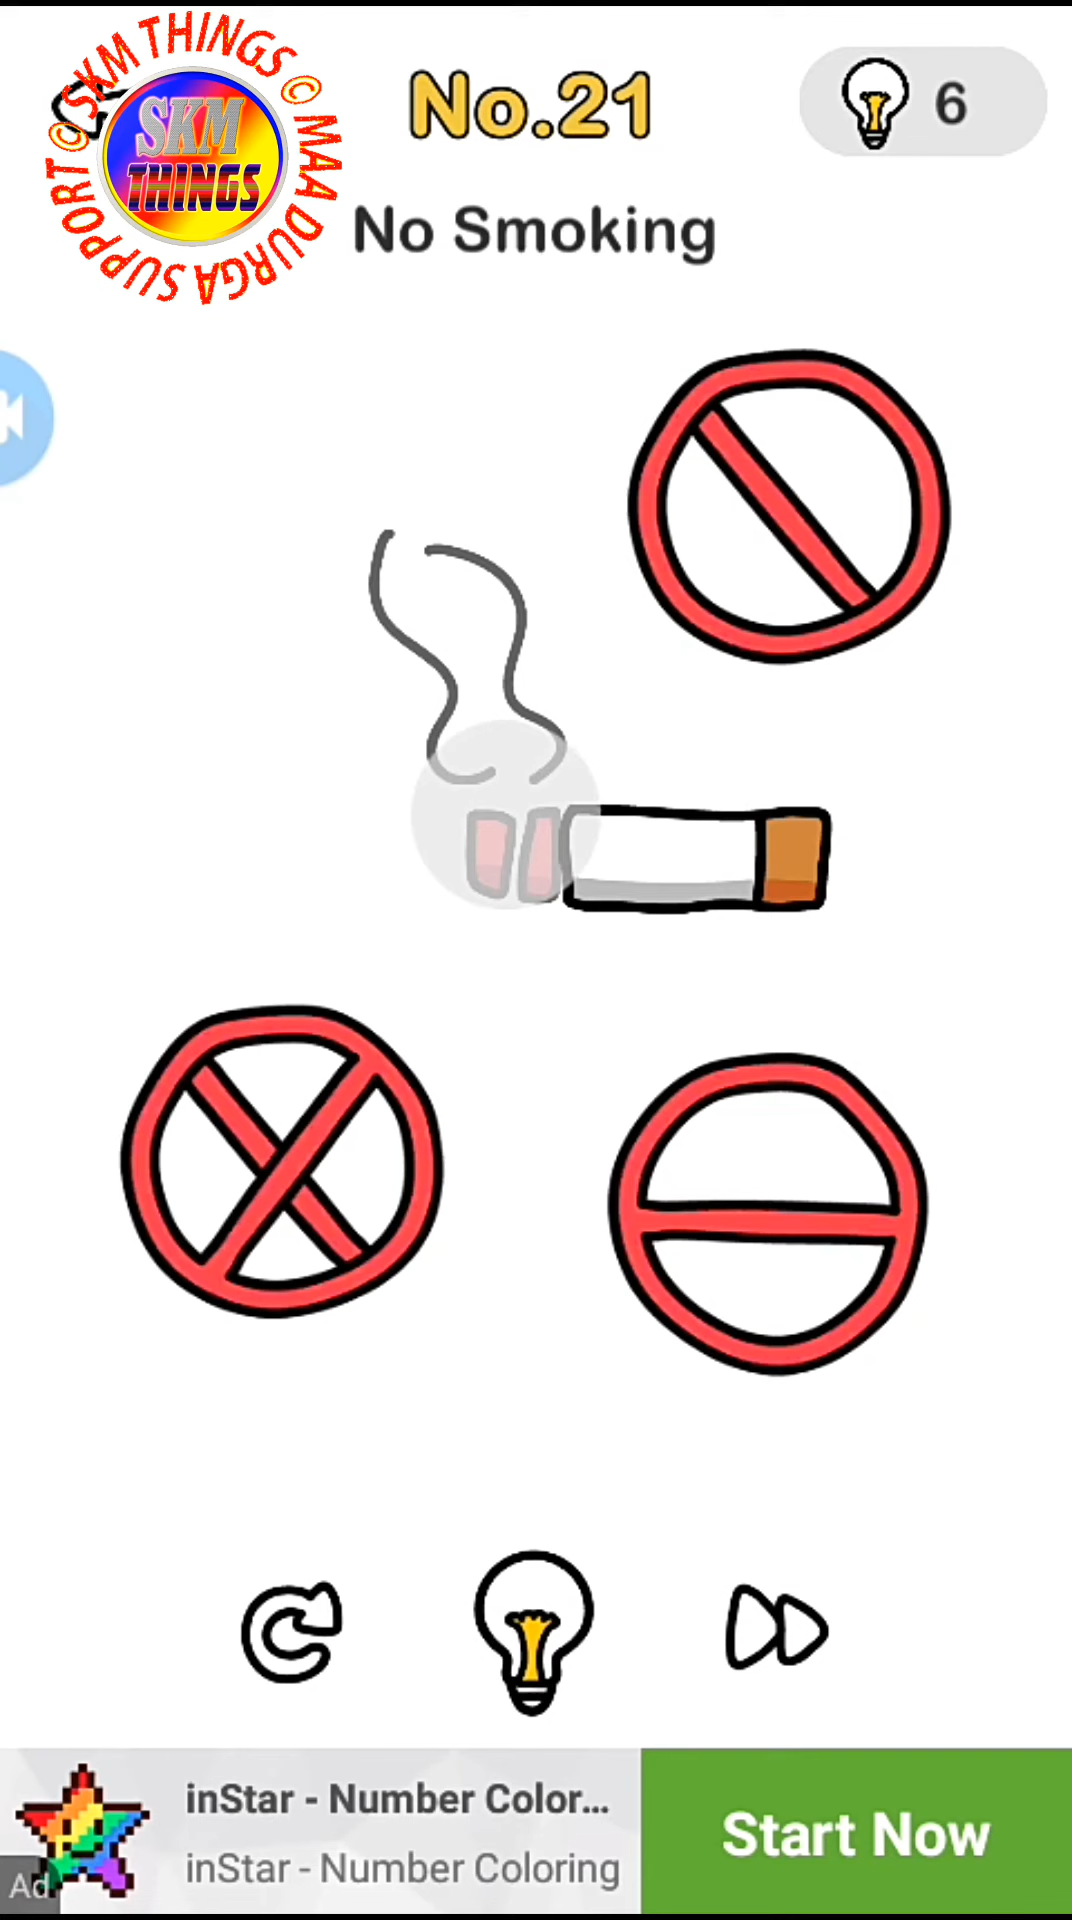 SKM THINGS © MAA DURGA SUPPORT ©
SKM
THINGS
No.21
6
No Smoking
inStar - Number Color...
inStar - Number Coloring
Ad
Start Now